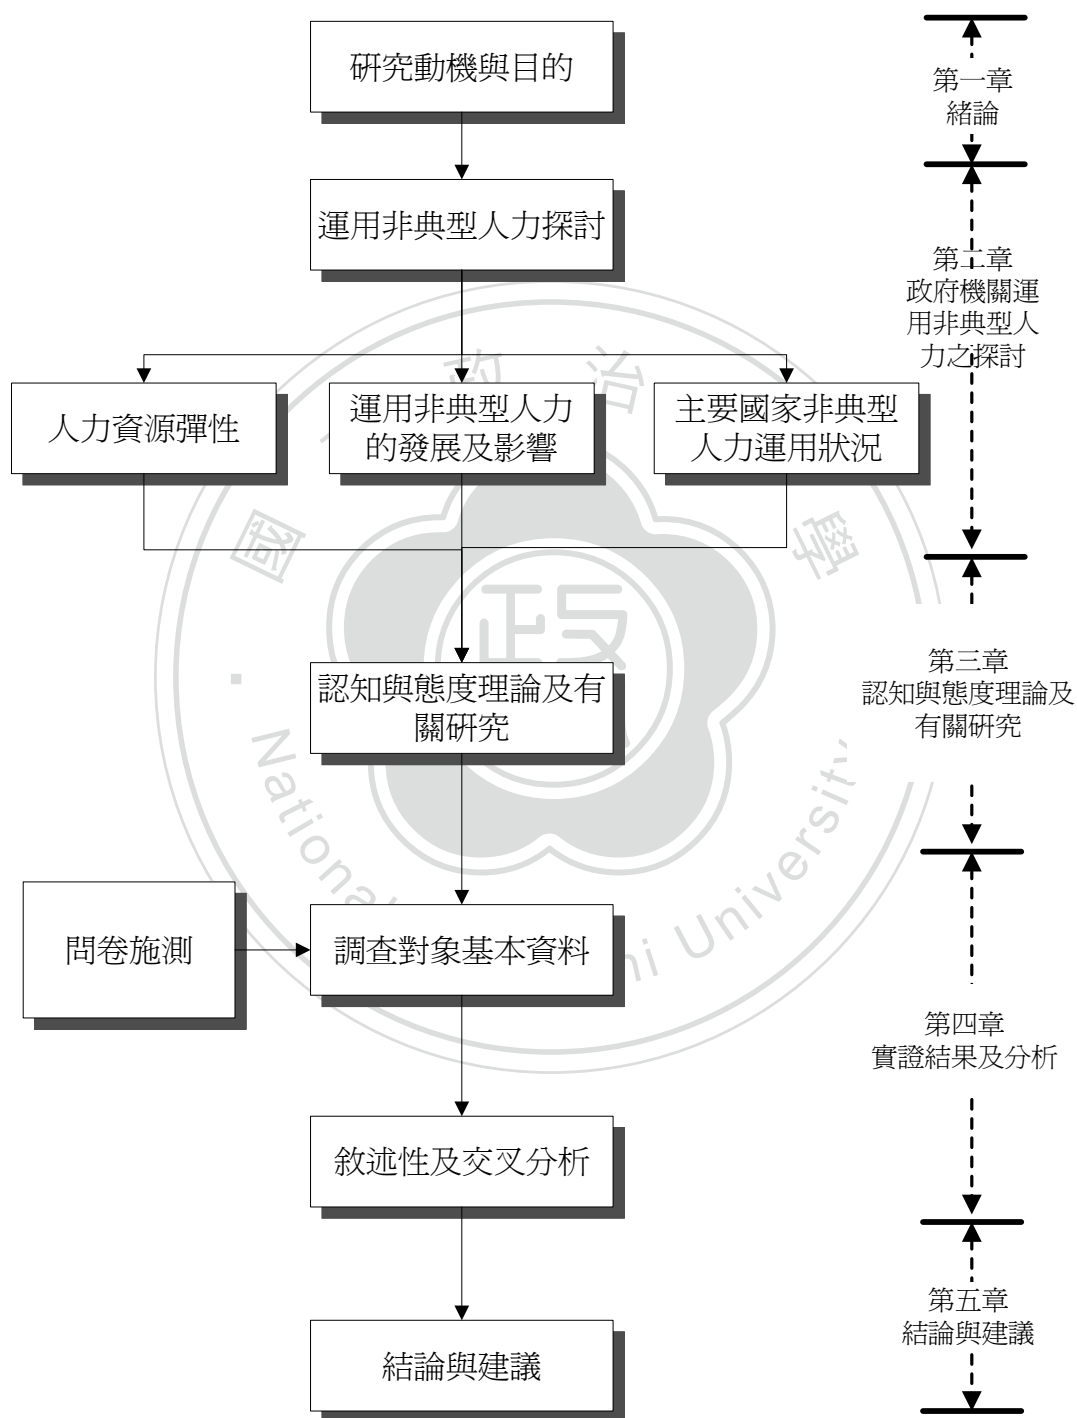 研究動機與目的
第一章
緒論
運用非典型人力探討
第二章
政府機關運
用非典型人
力之探討
人力資源彈性
運用非典型人力
的發展及影響
主要國家非典型
人力運用狀況
國
治
學
政
認知與態度理論及有
關研究
第三章
認知與態度理論及
有關研究
National
University
問卷施測
調查對象基本資料
第四章
實證結果及分析
敘述性及交叉分析
第五章
結論與建議
結論與建議